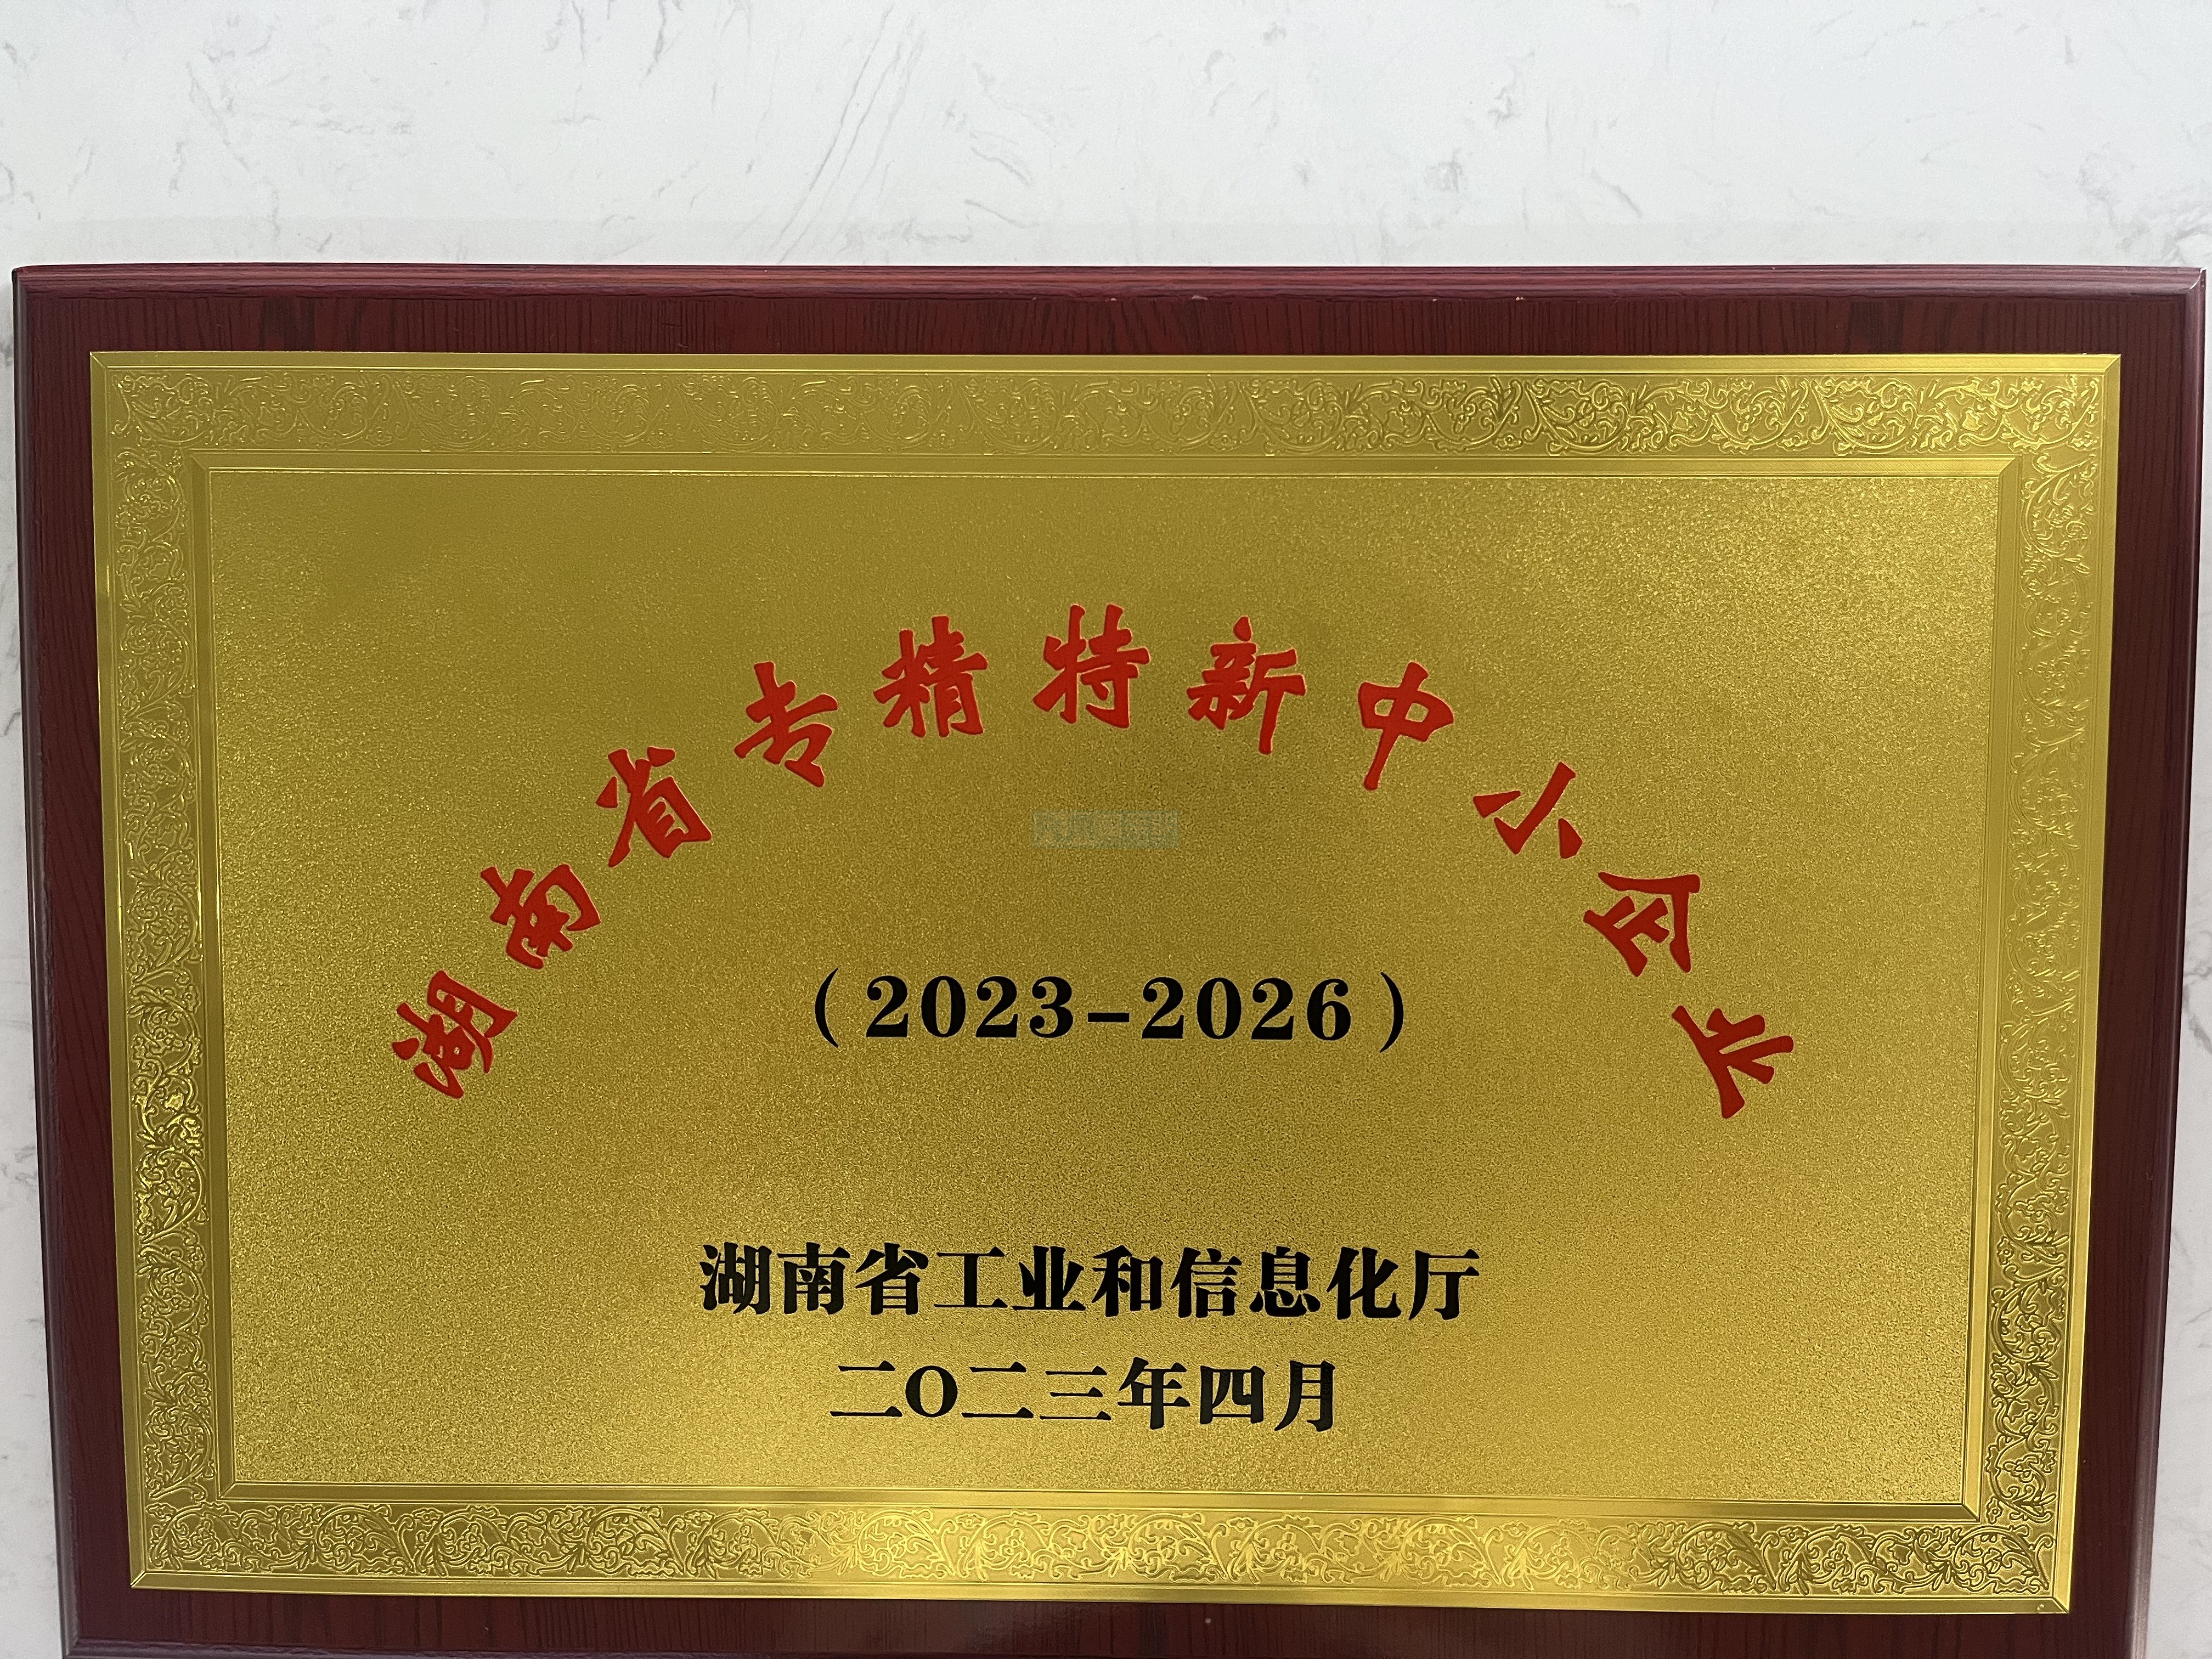 湖南省专精特新中小企业
（2023-2026）
湖南省工业和信息化厅
二O二三年四月